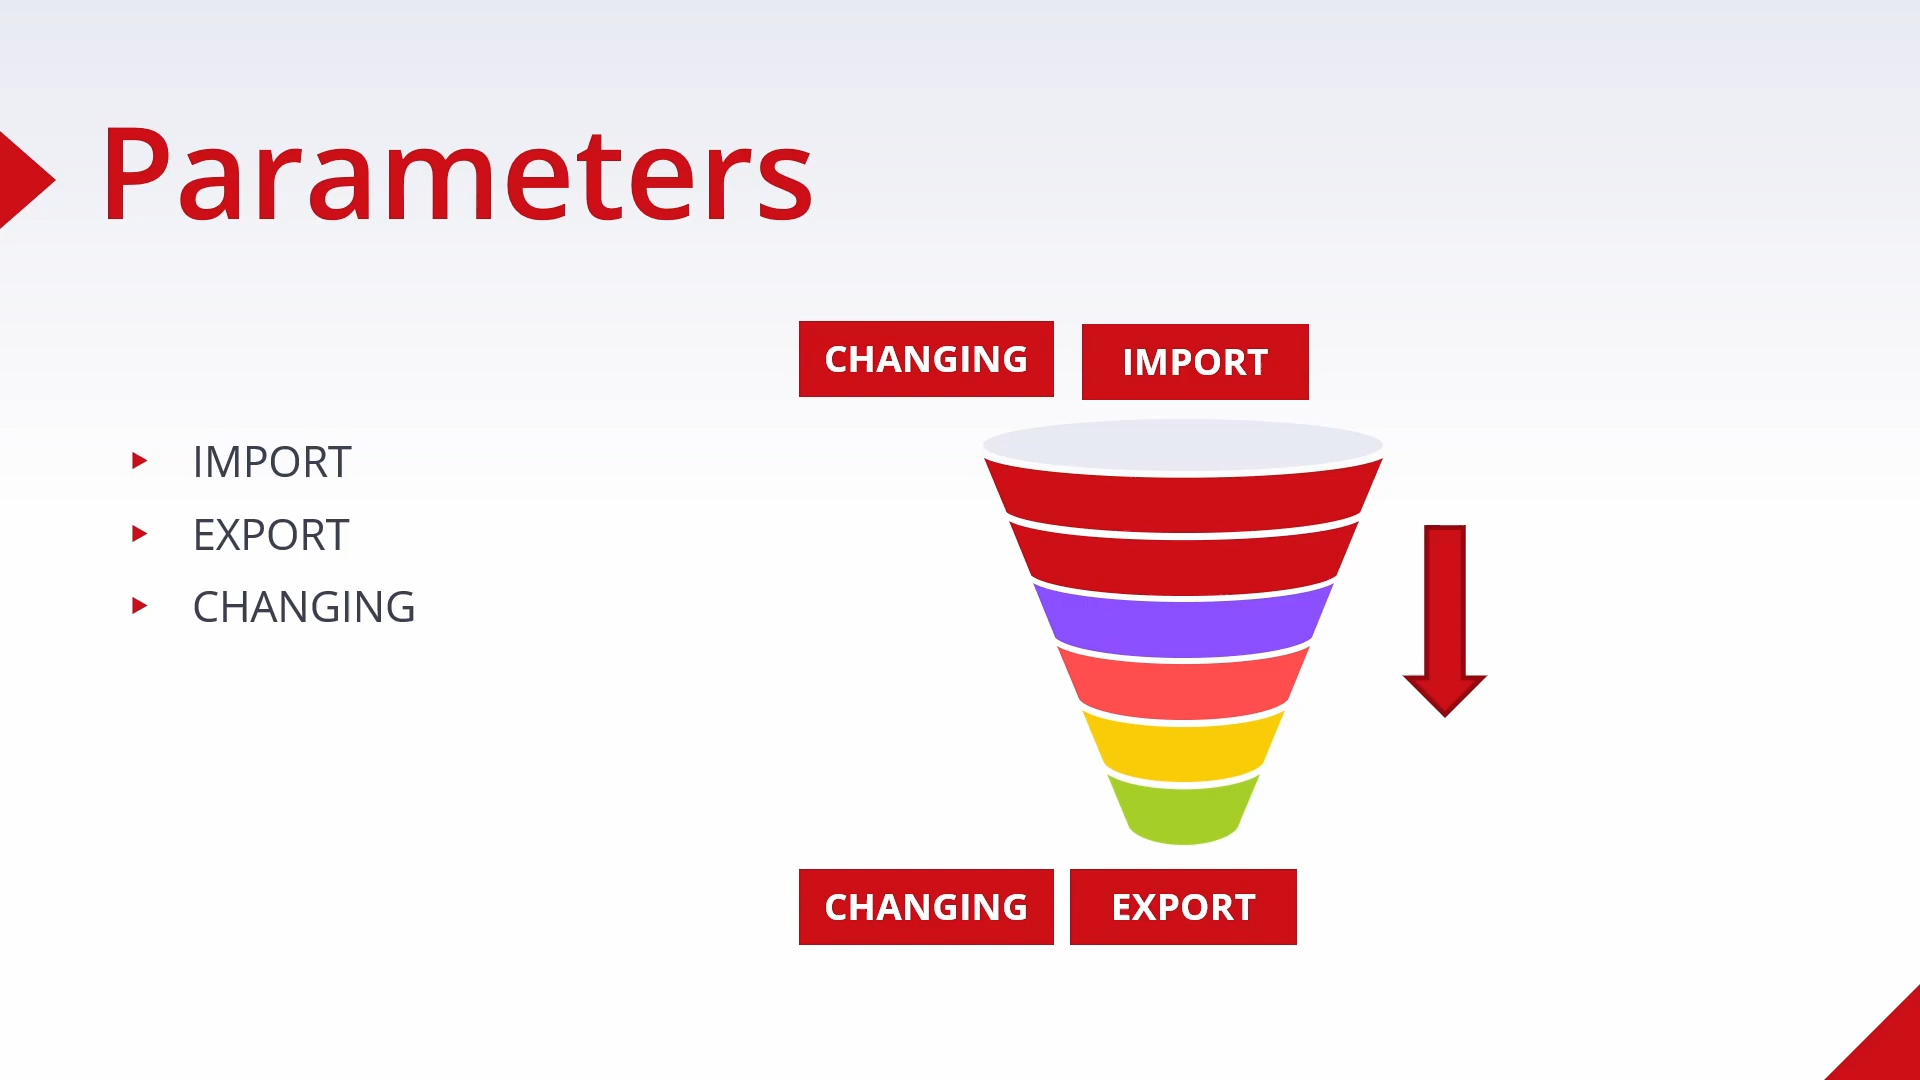 Parameters
IMPORT
EXPORT
CHANGING
CHANGING IMPORT
CHANGING EXPORT